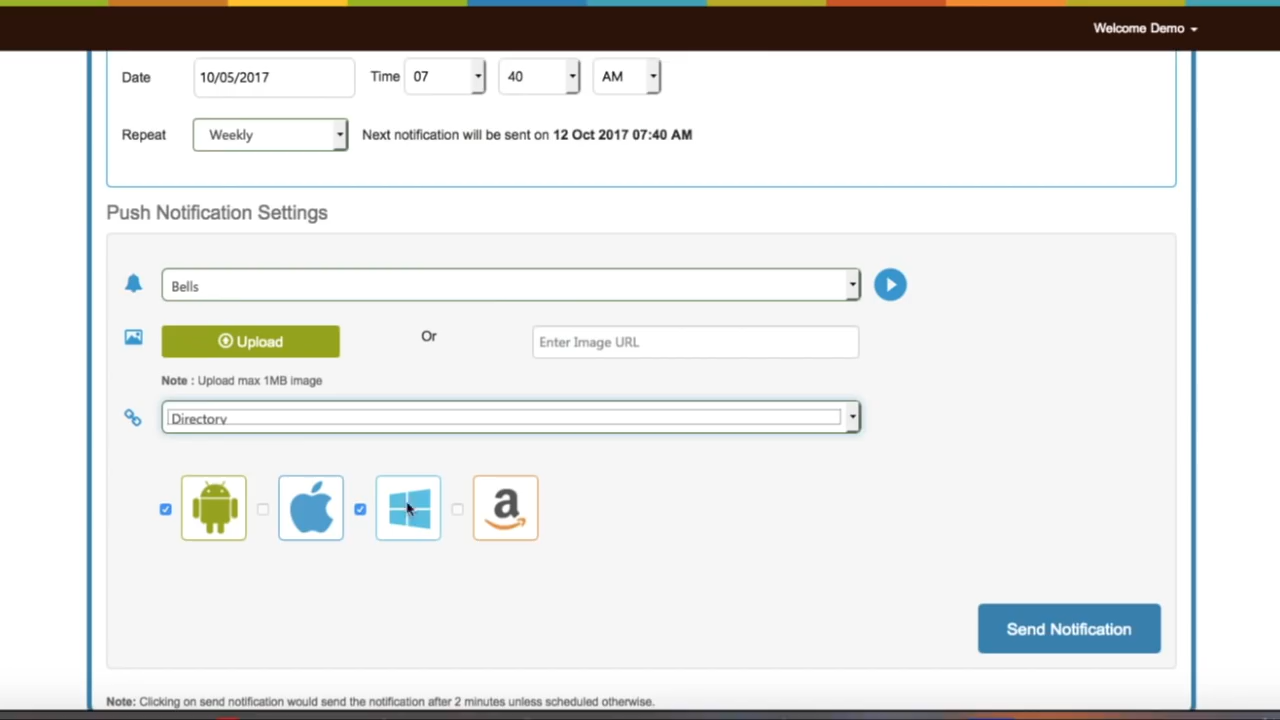 Welcome Demo
Date 10/05/2017 Time 07 40 AM
Repeat Weekly Next notification will be sent on 12 Oct 2017 07:40 AM
Push Notification Settings
Bells
Upload Or Enter Image URL
Note : Upload max 1MB image
Directory
a
Send Notification
Note: Clicking on send notification would send the notification after 2 minutes unless scheduled otherwise.